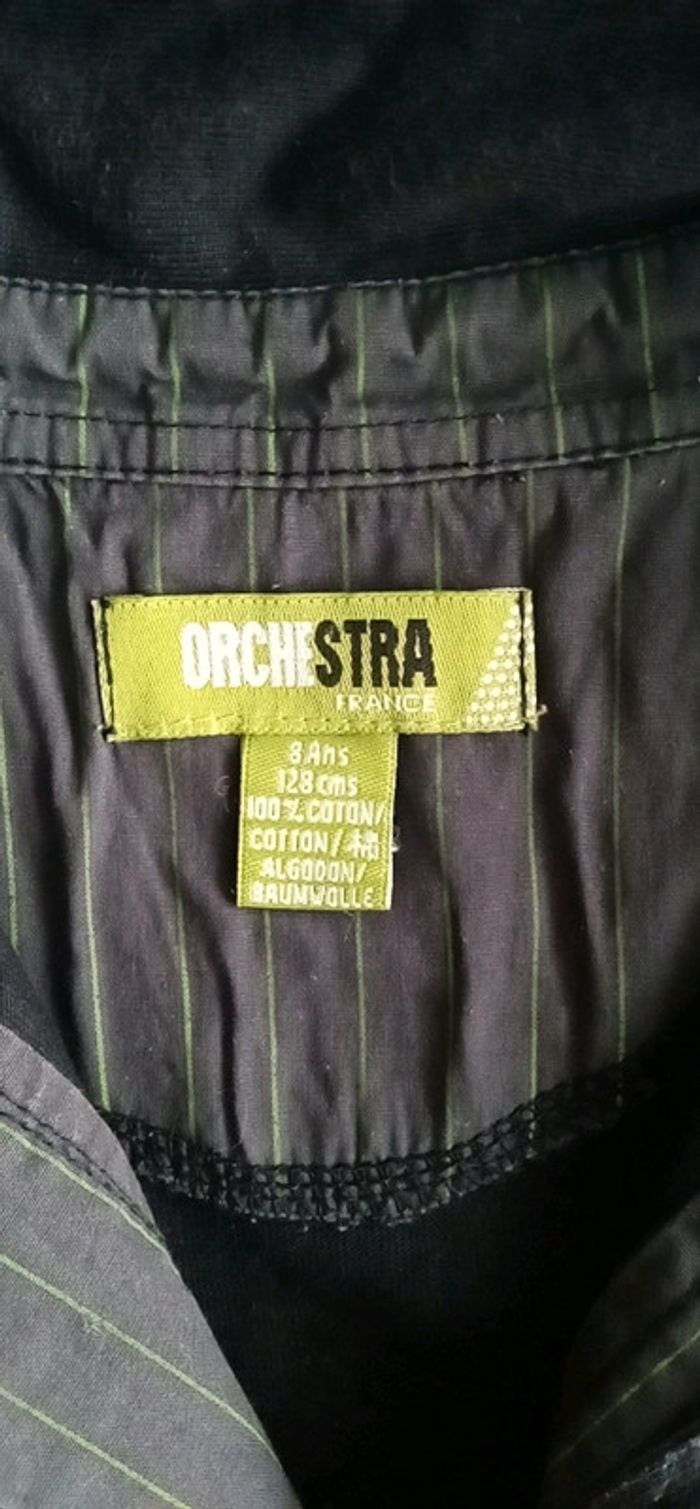 ORCHESTRA
FRANCE
8 Ans
128 cms
100 % COTON/
COTTON / 棉
ALGODON/
BAUMWOLLE